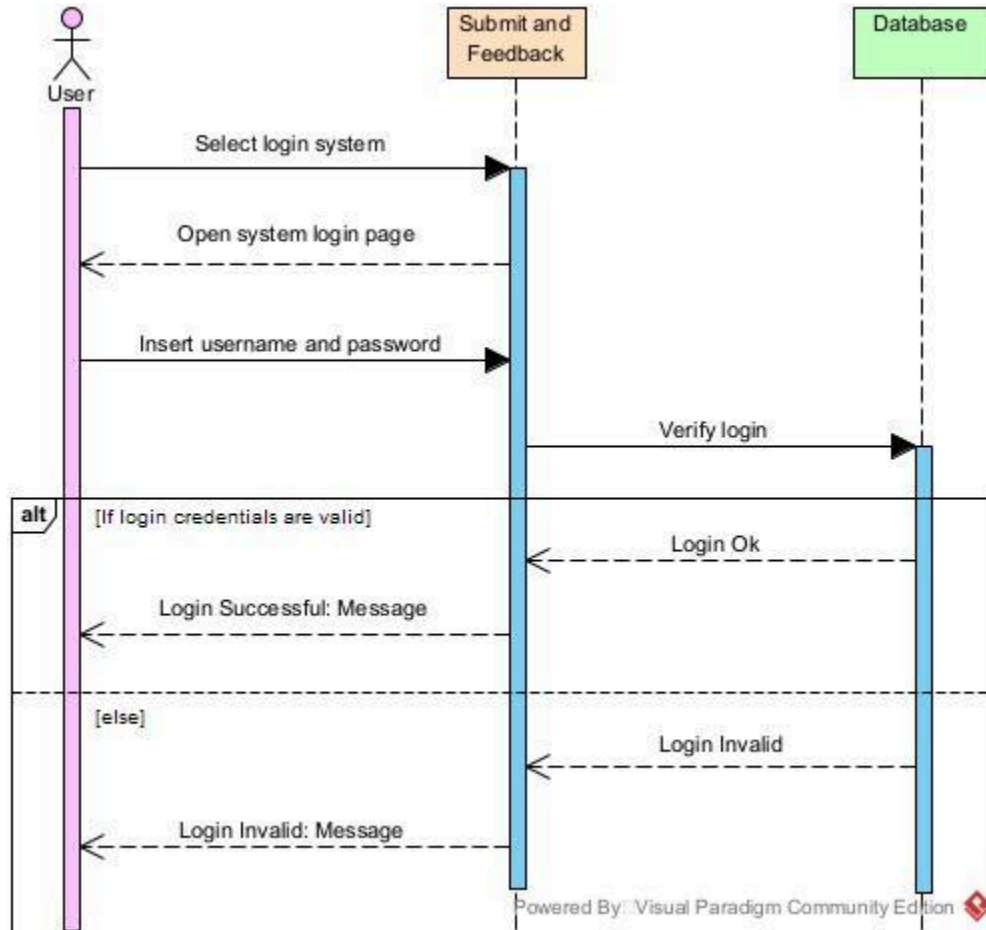 Submit and
Feedback
Database
User
Select login system
Open system login page
Insert username and password
Verify login
alt
[If login credentials are valid]
Login Ok
Login Successful: Message
[else]
Login Invalid
Login Invalid: Message
Powered By Visual Paradigm Community Edition